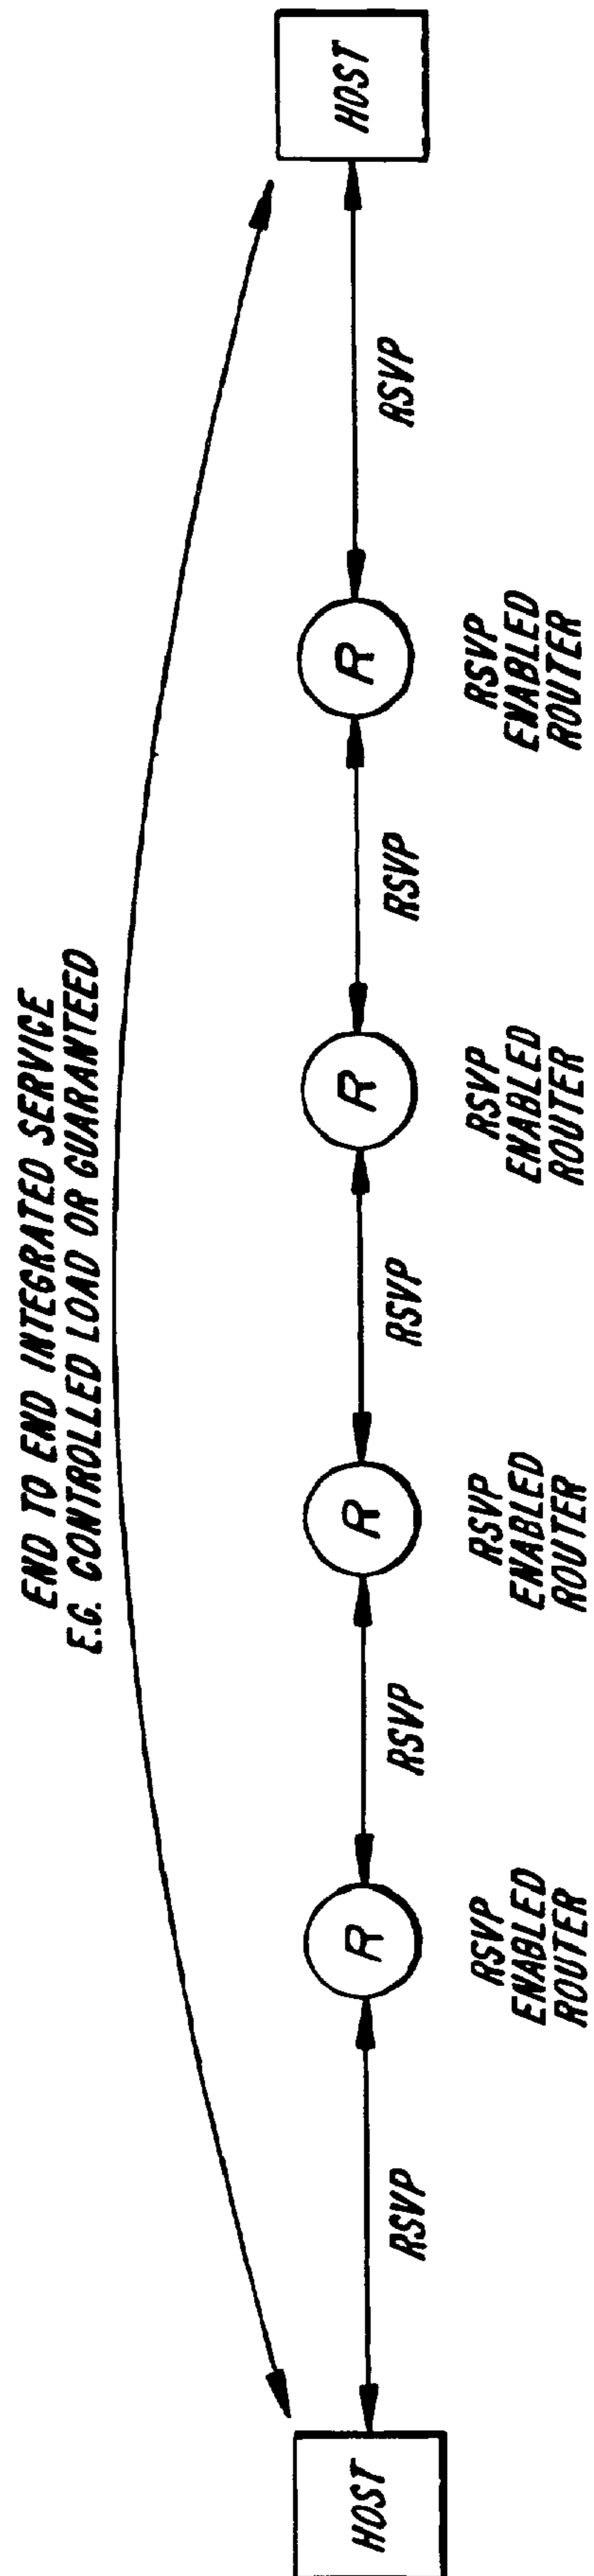 END TO END INTEGRATED SERVICE
E.G. CONTROLLED LOAD OR GUARANTEED
HOST
RSVP
R
RSVP
R
RSVP
R
RSVP
R
RSVP
HOST
RSVP
ENABLED
ROUTER
RSVP
ENABLED
ROUTER
RSVP
ENABLED
ROUTER
RSVP
ENABLED
ROUTER